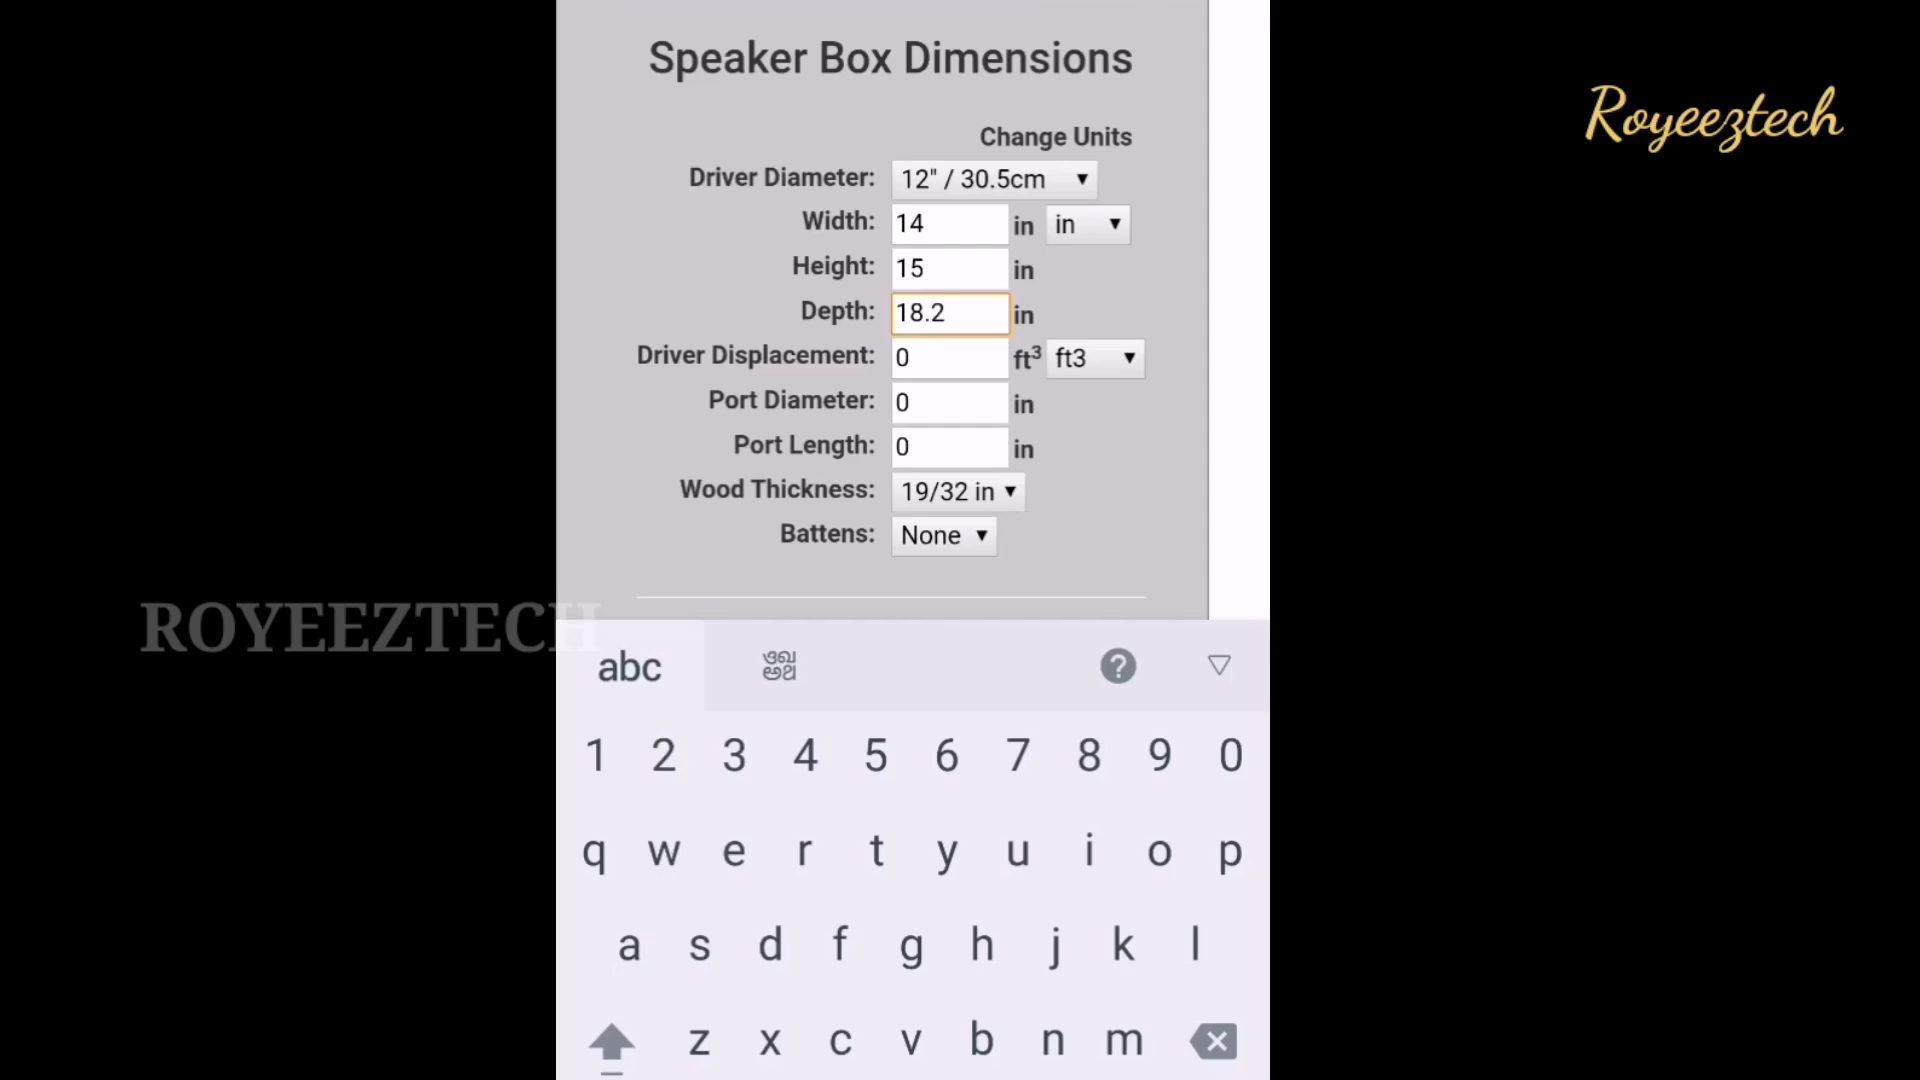 Speaker Box Dimensions
Royeeztech
Change Units
Driver Diameter: 12" / 30.5cm ▼
Width: 14 in in ▼
Height: 15 in
Depth: 18.2 in
Driver Displacement: 0 ft³ ft3 ▼
Port Diameter: 0 in
Port Length: 0 in
Wood Thickness: 19/32 in ▼
Battens: None ▼
ROYEEZTECH
abc ?
1 2 3 4 5 6 7 8 9 0
q w e r t y u i o p
a s d f g h j k l
z x c v b n m